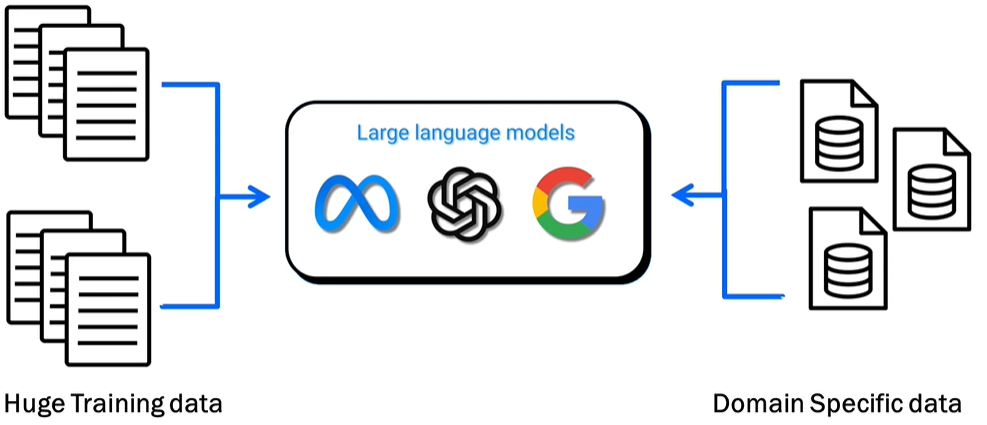 Large language models
Huge Training data
Domain Specific data